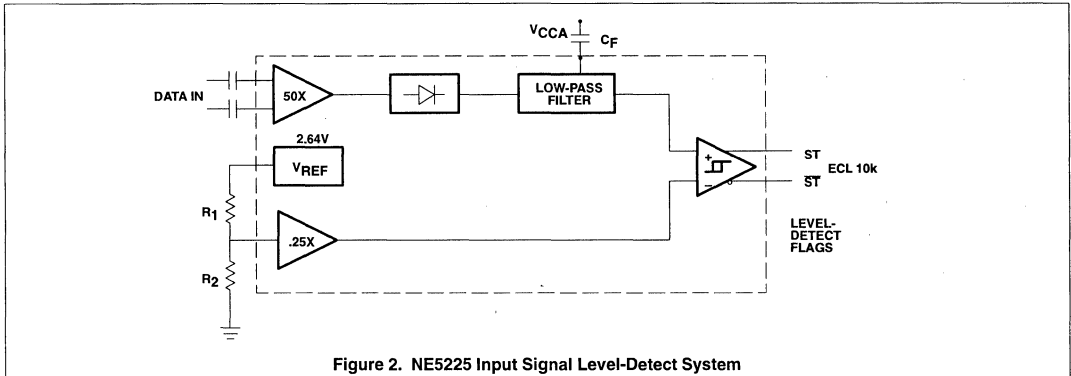 VCCA
CF
DATA IN
50X
LOW-PASS
FILTER
2.64V
VREF
+
−
ST
ECL 10k
S̅T̅
R1
.25X
LEVEL-
DETECT
FLAGS
R2
Figure 2. NE5225 Input Signal Level-Detect System